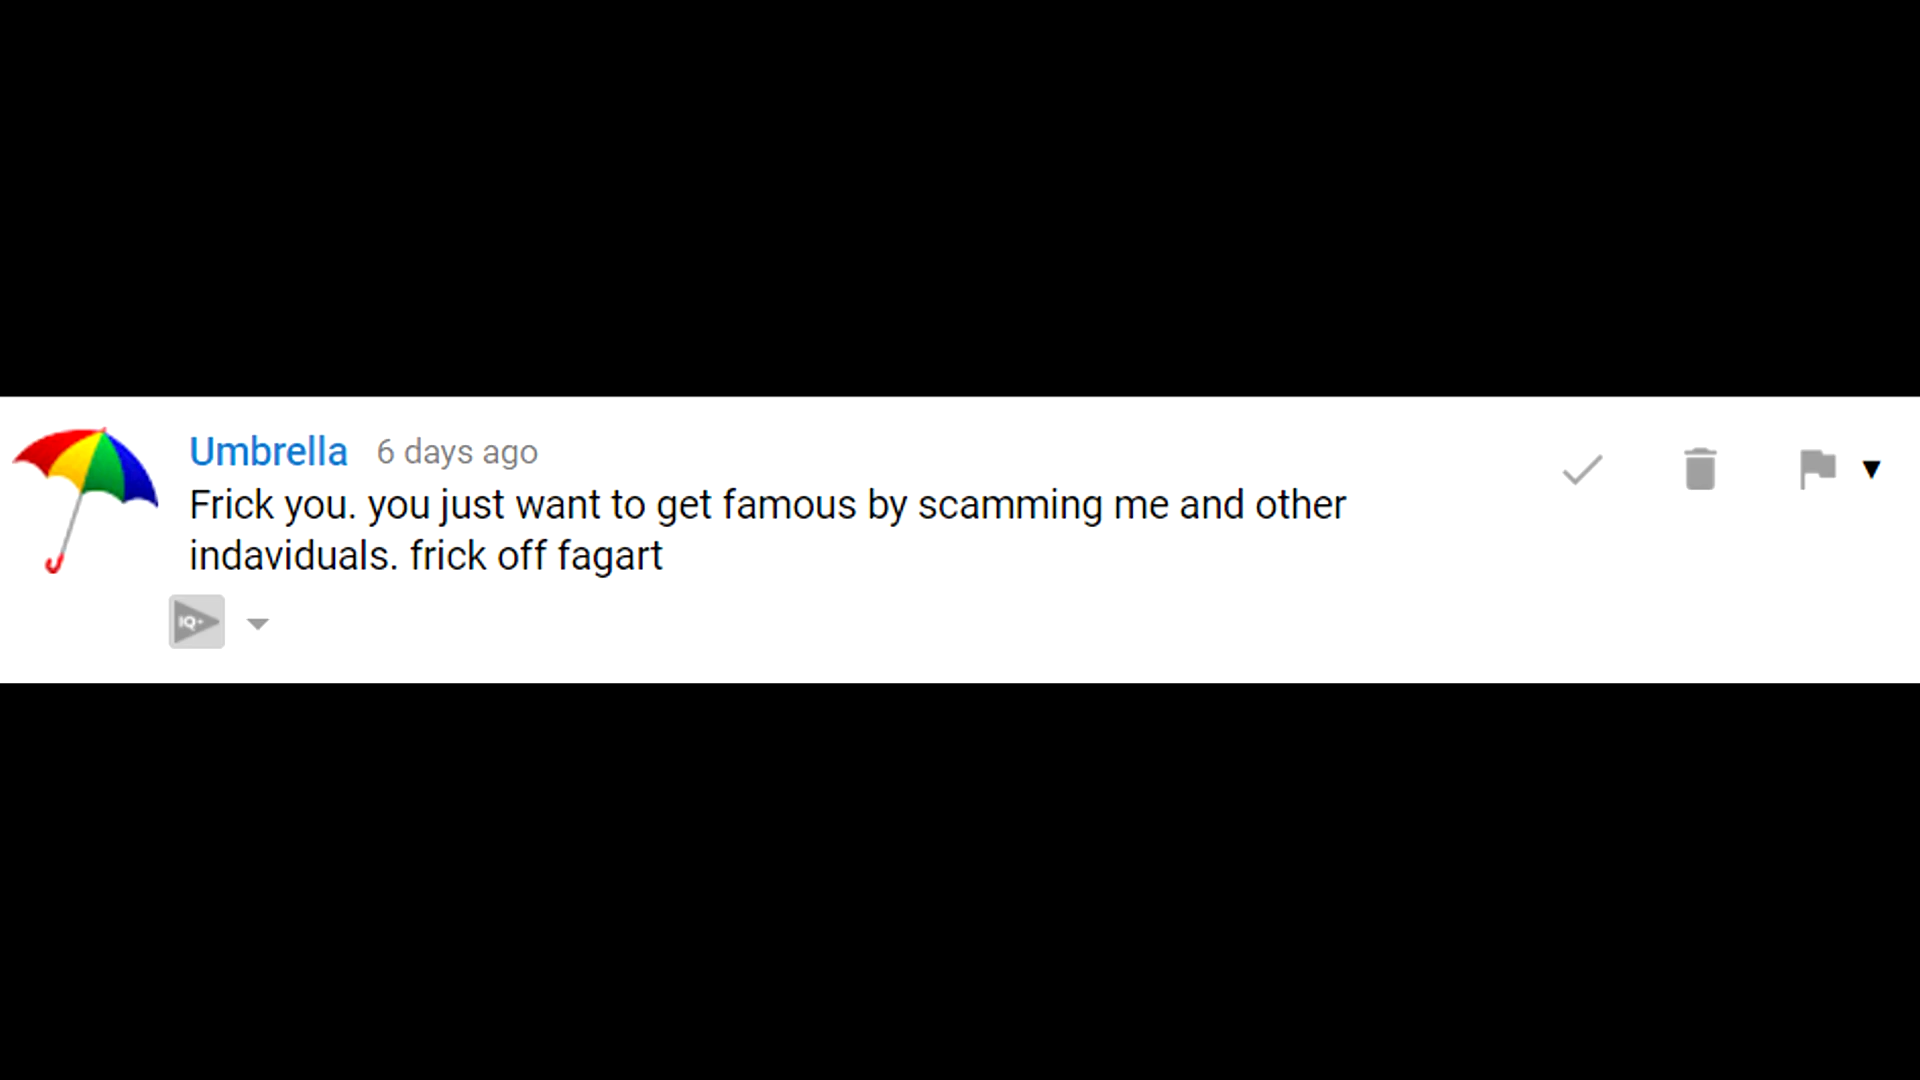 Umbrella 6 days ago
Frick you. you just want to get famous by scamming me and other
indaviduals. frick off fagart
IQ+